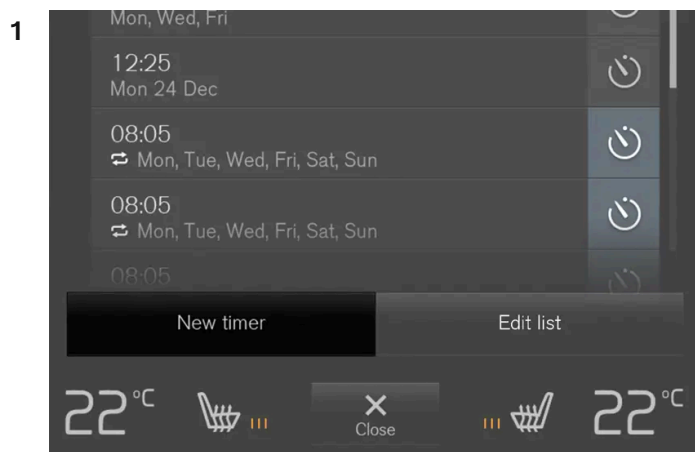 1
Mon, Wed, Fri
12:25
Mon 24 Dec
08:05
Mon, Tue, Wed, Fri, Sat, Sun
08:05
Mon, Tue, Wed, Fri, Sat, Sun
08:05
New timer
Edit list
22°C
Close
22°C